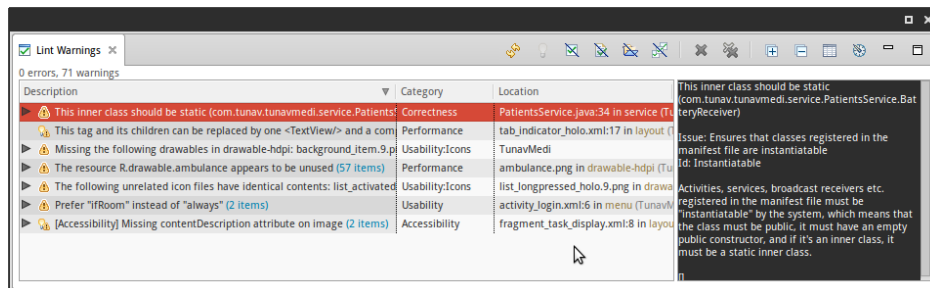 Lint Warnings
0 errors, 71 warnings
Description Category Location
This inner class should be static (com.tunav.tunavmedi.service.Patients Correctness PatientsService.java:34 in service (Tu
This tag and its children can be replaced by one <TextView/> and a com Performance tab_indicator_holo.xml:17 in layout (
Missing the following drawables in drawable-hdpi: background_item.9.p Usability:Icons TunavMedi
The resource R.drawable.ambulance appears to be unused (57 items) Performance ambulance.png in drawable-hdpi (Tu
The following unrelated icon files have identical contents: list_activated Usability:Icons list_longpressed_holo.9.png in drawa
Prefer "ifRoom" instead of "always" (2 items) Usability activity_login.xml:6 in menu (TunavM
[Accessibility] Missing contentDescription attribute on image (2 items) Accessibility fragment_task_display.xml:8 in layou
This inner class should be static
(com.tunav.tunavmedi.service.PatientsService.Bat
teryReceiver)
Issue: Ensures that classes registered in the
manifest file are instantiatable
Id: Instantiatable
Activities, services, broadcast receivers etc.
registered in the manifest file must be
"instantiatable" by the system, which means that
the class must be public, it must have an empty
public constructor, and if it's an inner class, it
must be a static inner class.